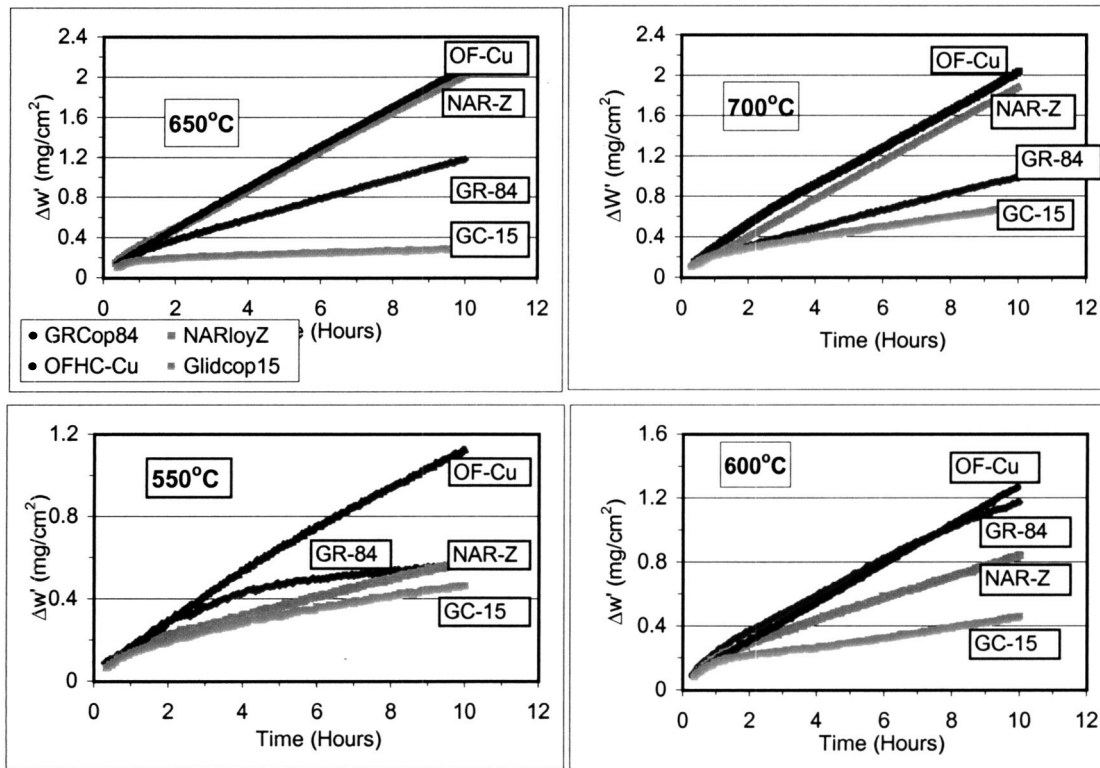 2.4
2
1.6
1.2
0.8
0.4
0
Δw' (mg/cm²)
650°C
OF-Cu
NAR-Z
GR-84
GC-15
0 2 4 6 8 10 12
Time (Hours)
GRCop84 NARloyZ
OFHC-Cu Glidcop15
2.4
2
1.6
1.2
0.8
0.4
0
ΔW' (mg/cm²)
700°C
OF-Cu
NAR-Z
GR-84
GC-15
0 2 4 6 8 10 12
Time (Hours)
1.2
0.8
0.4
0
Δw' (mg/cm²)
550°C
OF-Cu
GR-84
NAR-Z
GC-15
0 2 4 6 8 10 12
Time (Hours)
1.6
1.2
0.8
0.4
0
Δw' (mg/cm²)
600°C
OF-Cu
GR-84
NAR-Z
GC-15
0 2 4 6 8 10 12
Time (Hours)